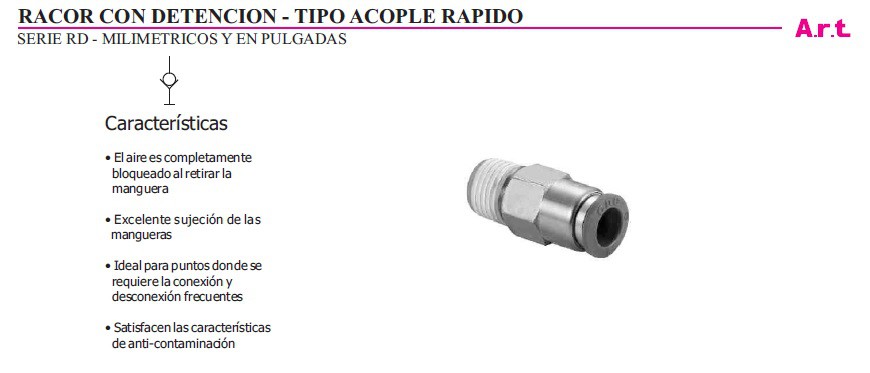 RACOR CON DETENCION - TIPO ACOPLE RAPIDO
A.r.t.
SERIE RD - MILIMETRICOS Y EN PULGADAS
Características
• El aire es completamente
bloqueado al retirar la
manguera
• Excelente sujeción de las
mangueras
• Ideal para puntos donde se
requiere la conexión y
desconexión frecuentes
• Satisfacen las características
de anti-contaminación